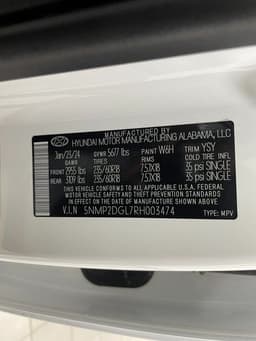 MANUFACTURED BY
HYUNDAI MOTOR MANUFACTURING ALABAMA, LLC
Jan/23/24 GVWR 5677 lbs PAINT W6H TRIM YSY
GAWR TIRES RIMS COLD TIRE INFL.
FRONT 2955 lbs 235/60R18 7.5JX18 35 psi SINGLE
REAR 3109 lbs 235/60R18 7.5JX18 35 psi SINGLE
THIS VEHICLE CONFORMS TO ALL APPLICABLE
FEDERAL MOTOR VEHICLE SAFETY AND THEFT
PREVENTION STANDARDS IN EFFECT ON THE DATE
OF MANUFACTURE SHOWN ABOVE.
V.I.N 5NMP2DGL7RH003474 TYPE: MPV